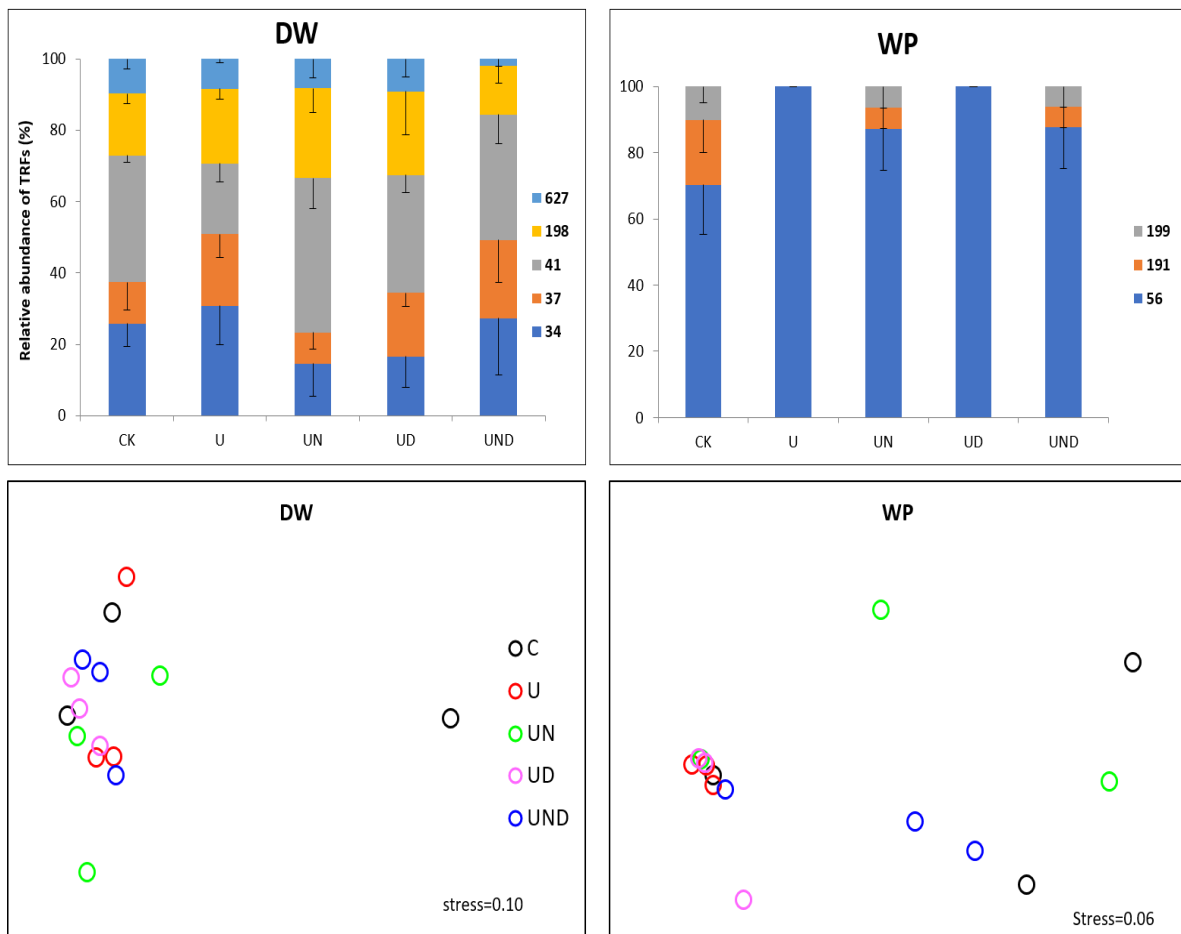 DW
Relative abundance of TRFs (%)
100
80
60
40
20
0
CK U UN UD UND
627
198
41
37
34
WP
100
80
60
40
20
0
CK U UN UD UND
199
191
56
DW
C
U
UN
UD
UND
stress=0.10
WP
Stress=0.06